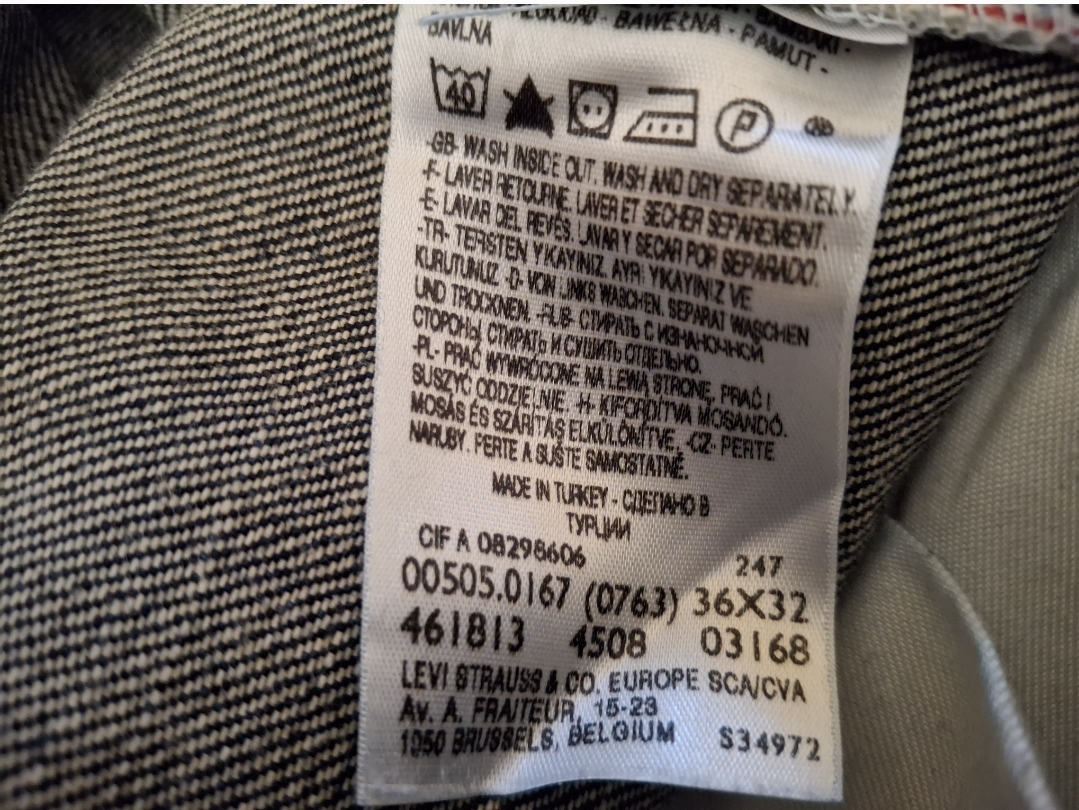 - BAWEŁNA - PAMUT -
BAVLNA
40 P
-GB- WASH INSIDE OUT. WASH AND DRY SEPARATELY.
-F- LAVER RETOURNE. LAVER ET SECHER SEPAREMENT.
-E- LAVAR DEL REVÉS. LAVAR Y SECAR POR SEPARADO.
-TR- TERSTEN YIKAYINIZ. AYRI YIKAYINIZ VE
KURUTUNUZ. -D- VON LINKS WASCHEN. SEPARAT WASCHEN
UND TROCKNEN. СТИРАТЬ С ИЗНАНОЧНОЙ
СТОРОНЫ, СТИРАТЬ И СУШИТЬ ОТДЕЛЬНО.
-PL- PRAĆ WYWRÓCONE NA LEWĄ STRONĘ, PRAĆ I
SUSZYĆ ODDZIELNIE. -H- KIFORDÍTVA MOSANDÓ.
MOSÁS ÉS SZÁRÍTÁS ELKÜLÖNÍTVE. -CZ- PERTE
NARUBY. PERTE A SUŠTE SAMOSTATNĚ.
MADE IN TURKEY - СДЕЛАНО В
ТУРЦИИ
CIF A 08298606 247
00505.0167 (0763) 36X32
461813 4508 03168
LEVI STRAUSS & CO. EUROPE SCA/CVA
Av. A. FRAITEUR, 15-23
1050 BRUSSELS, BELGIUM S34972